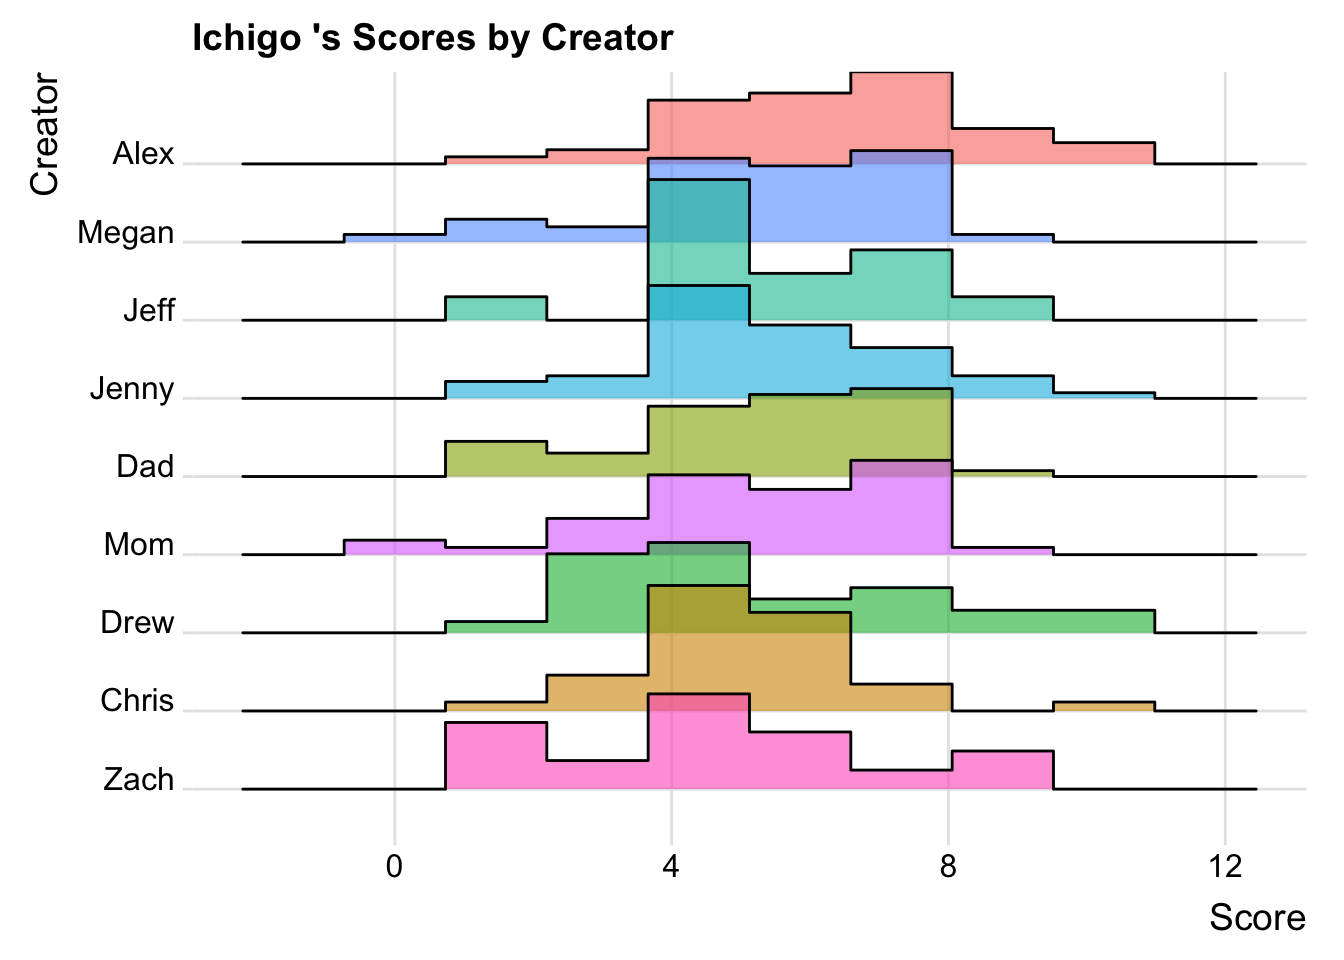 Ichigo 's Scores by Creator
Creator
Alex
Megan
Jeff
Jenny
Dad
Mom
Drew
Chris
Zach
0 4 8 12
Score